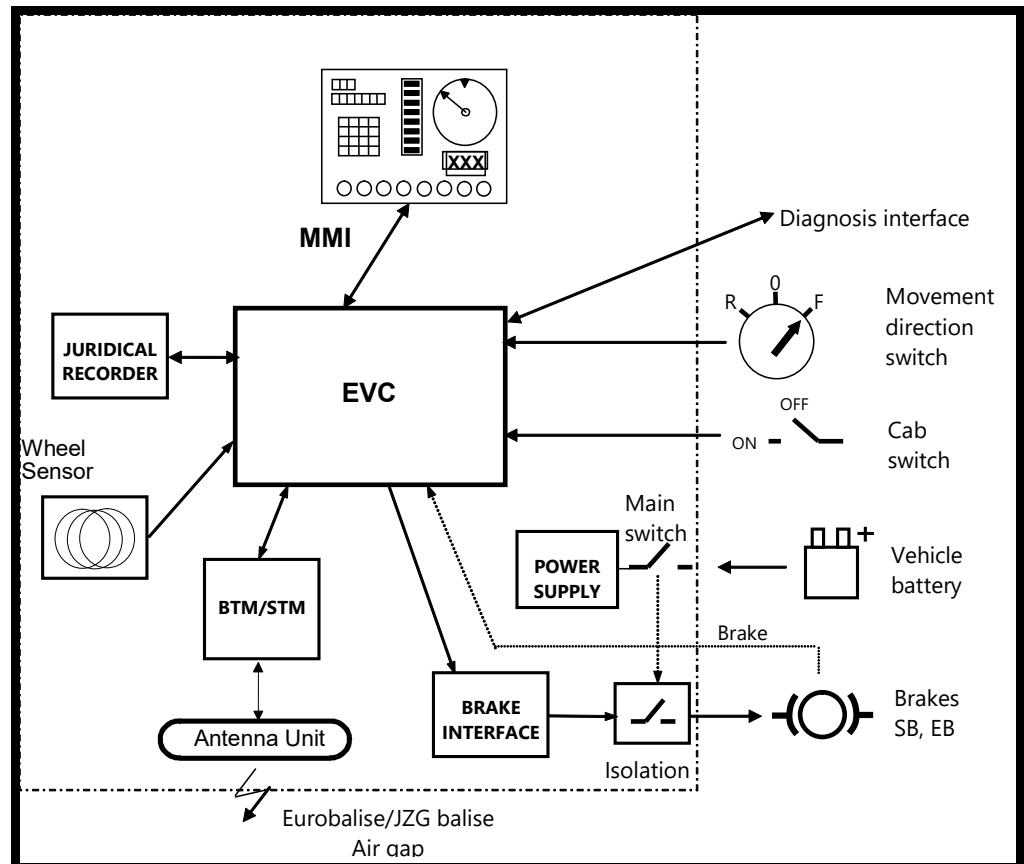 XXX
MMI
Diagnosis interface
R
0
F
Movement
direction
switch
JURIDICAL
RECORDER
EVC
OFF
ON
Cab
switch
Wheel
Sensor
Main
switch
POWER
SUPPLY
+
Vehicle
battery
BTM/STM
Brake
BRAKE
INTERFACE
Brakes
SB, EB
Antenna Unit
Isolation
Eurobalise/JZG balise
Air gap